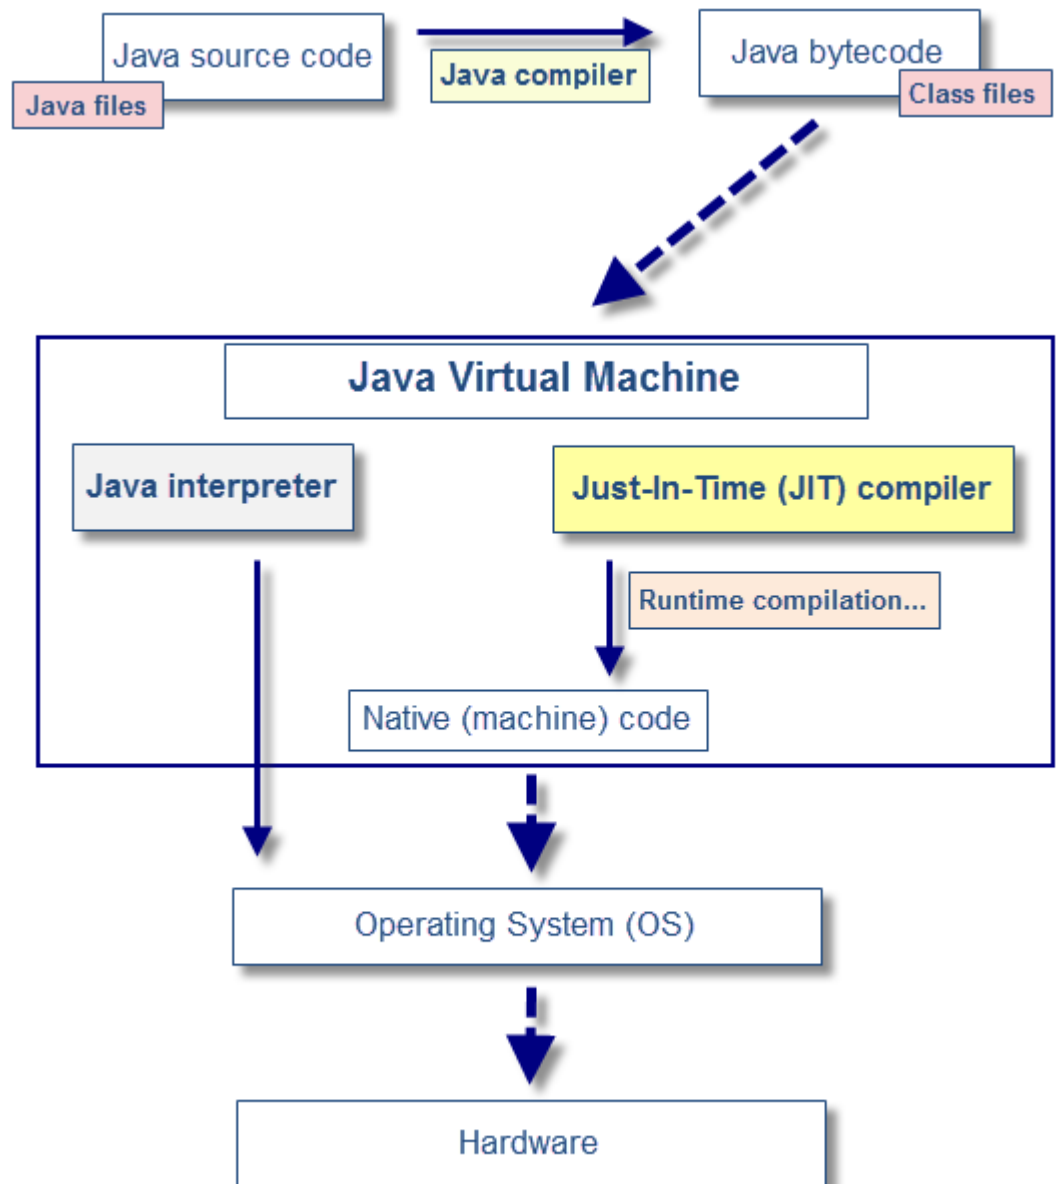 Java source code
Java files
Java compiler
Java bytecode
Class files
Java Virtual Machine
Java interpreter
Just-In-Time (JIT) compiler
Runtime compilation...
Native (machine) code
Operating System (OS)
Hardware